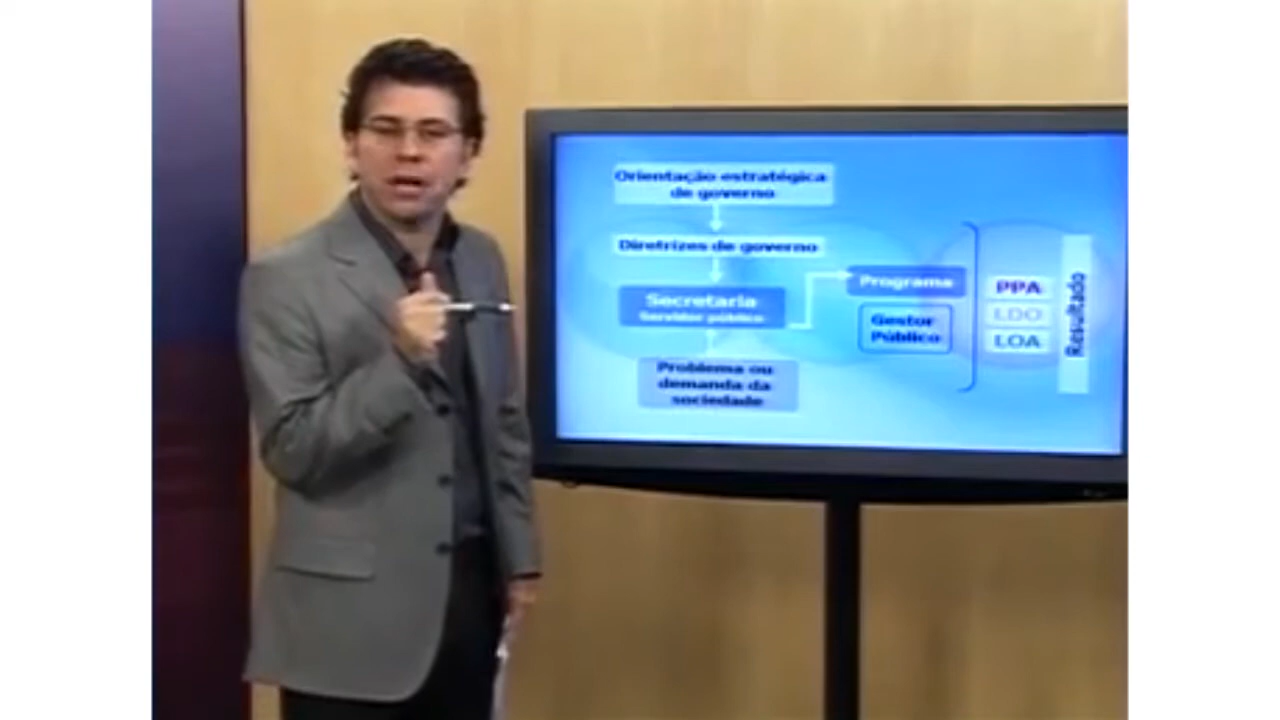 Orientação estratégica
de governo
Diretrizes de governo
Secretaria
Servidor público
Problema ou
demanda da
sociedade
Programa
Gestor
Público
PPA
LDO
LOA
Resultado